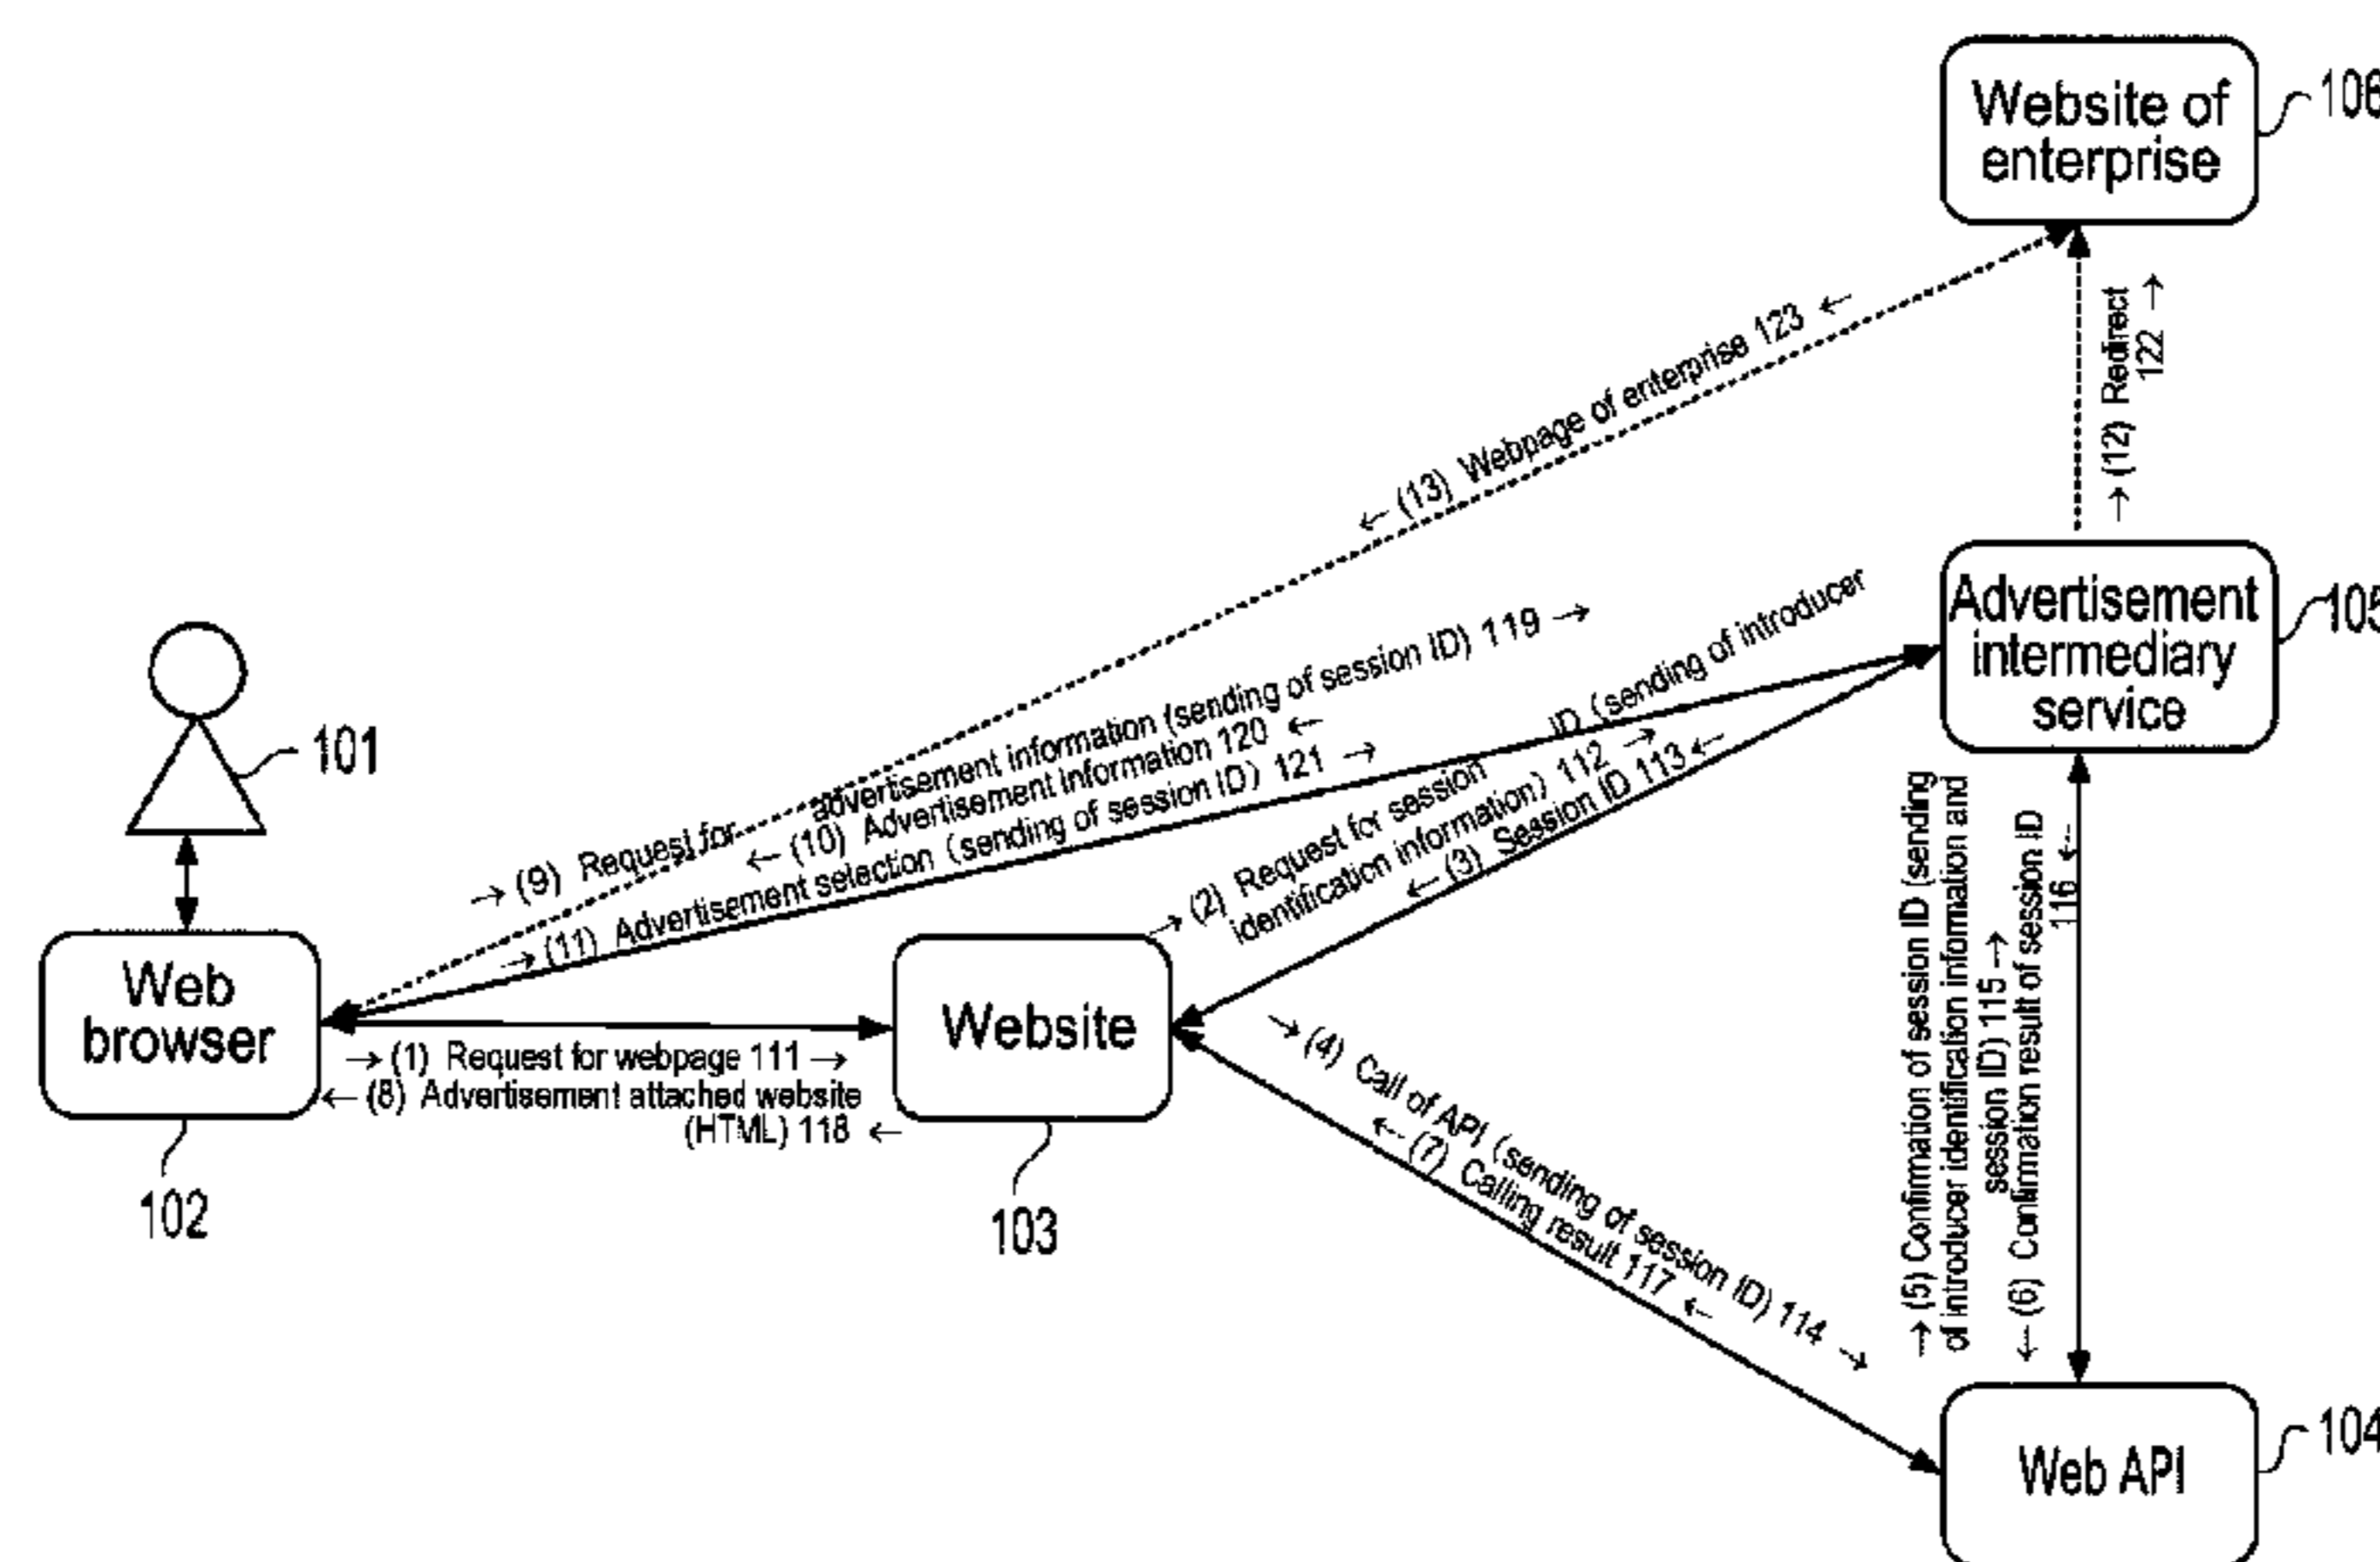 Website of
enterprise
106
→ (12) Redirect
122 →
← (13) Webpage of enterprise 123 ←
Advertisement
intermediary
service
105
101
→ (9) Request for
advertisement information (sending of session ID) 119 →
← (10) Advertisement information 120 ←
→ (11) Advertisement selection (sending of session ID) 121 →
→ (2) Request for session
ID (sending of introducer
identification information) 112 →
← (3) Session ID 113 ←
→ (5) Confirmation of session ID (sending
of introducer identification information and
session ID) 115 →
← (6) Confirmation result of session ID
116 ←
Web
browser
102
Website
103
→ (1) Request for webpage 111 →
← (8) Advertisement attached website
(HTML) 118 ←
→ (4) Call of API (sending of session ID) 114 →
← (7) Calling result 117 ←
Web API
104